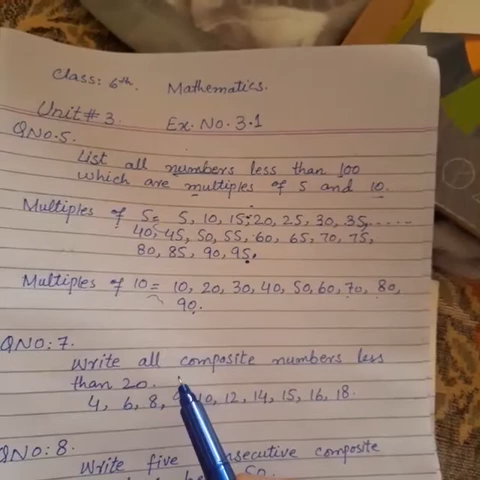 Class: 6th. Mathematics.
Unit # 3. Ex. No. 3.1
QNO.5
List all numbers less than 100
which are multiples of 5 and 10.
Multiples of 5= 5, 10, 15, 20, 25, 30, 35, ......
40, 45, 50, 55, 60, 65, 70, 75,
80, 85, 90, 95.
Multiples of 10 = 10, 20, 30, 40, 50, 60, 70, 80,
90.
QNO:7.
Write all composite numbers less
than 20.
4, 6, 8, 10, 12, 14, 15, 16, 18.
QNO:8.
Write five composite